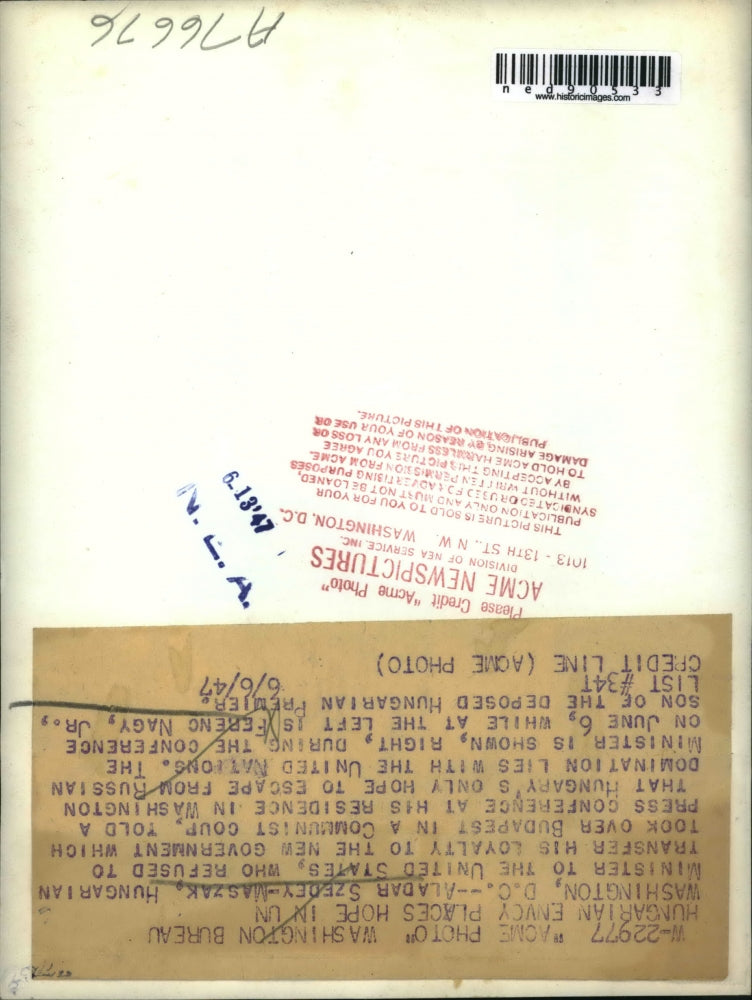 A76676
ned90533
www.historicimages.com
W-22977 "ACME PHOTO" WASHINGTON BUREAU
HUNGARIAN ENVOY PLACES HOPE IN UN
WASHINGTON, D.C.--ALADAR SZEDEY-MASZAK, HUNGARIAN
MINISTER TO THE UNITED STATES, WHO REFUSED TO
TRANSFER HIS LOYALTY TO THE NEW GOVERNMENT WHICH
TOOK OVER BUDAPEST IN A COMMUNIST COUP, TOLD A
PRESS CONFERENCE AT HIS RESIDENCE IN WASHINGTON
THAT HUNGARY'S ONLY HOPE TO ESCAPE FROM RUSSIAN
DOMINATION LIES WITH THE UNITED NATIONS. THE
MINISTER IS SHOWN, RIGHT, DURING THE CONFERENCE
ON JUNE 6, WHILE AT THE LEFT IS FERENC NAGY, JR.,
SON OF THE DEPOSED HUNGARIAN PREMIER.
LIST #34T 6/6/47
CREDIT LINE (ACME PHOTO)
Please Credit "Acme Photo"
ACME NEWSPICTURES
DIVISION OF NEA SERVICE, INC.
1013 - 13TH ST., N.W. WASHINGTON, D.C.
THIS PICTURE IS SOLD TO YOU FOR YOUR
PUBLICATION ONLY AND MUST NOT BE LOANED,
SYNDICATED OR USED FOR ADVERTISING PURPOSES
WITHOUT WRITTEN PERMISSION FROM ACME.
BY ACCEPTING THIS PICTURE YOU AGREE
TO HOLD ACME HARMLESS FROM ANY LOSS OR
DAMAGE ARISING BY REASON OF YOUR USE OR
PUBLICATION OF THIS PICTURE.
6.13'47
N.E.A.